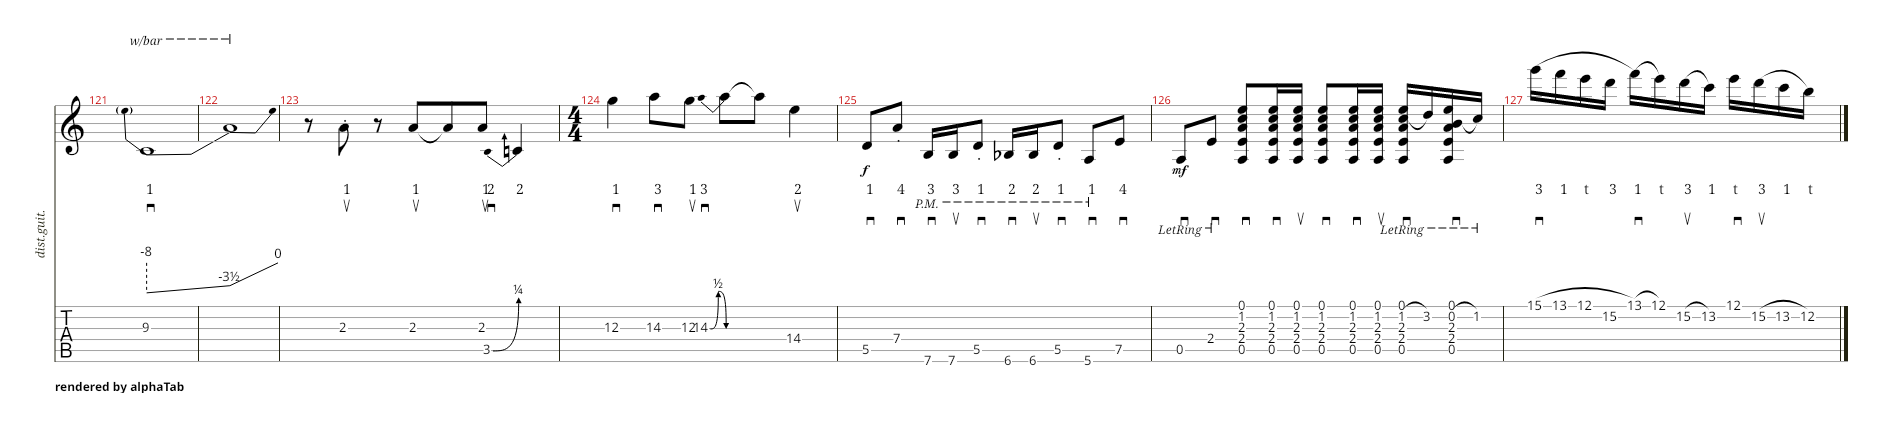 w/bar
121 122 123 124 125 126 127
4
4
f mf
1 1 1 1 2 2 1 3 1 3 2 1 4 3 3 1 2 2 1 1 4 3 1 t 3 1 t 3 1 t 3 1 t
P.M.
LetRing LetRing
dist.guit.
-8 -3½ 0
¼ ½
0 0 0 0 0 0 0 0 15 13 12 13 12 12
T 1 1 1 1 1 1 1 3 0 1 15 15 13 15 13 12
A 9 2 2 2 12 14 12 14 2 2 2 2 2 2 2 2
B 14 7 2 2 2 2 2 2 2 2 2
3 5 5 5 7 0 0 0 0 0 0 0 0 0
7 7 6 6 5
rendered by alphaTab